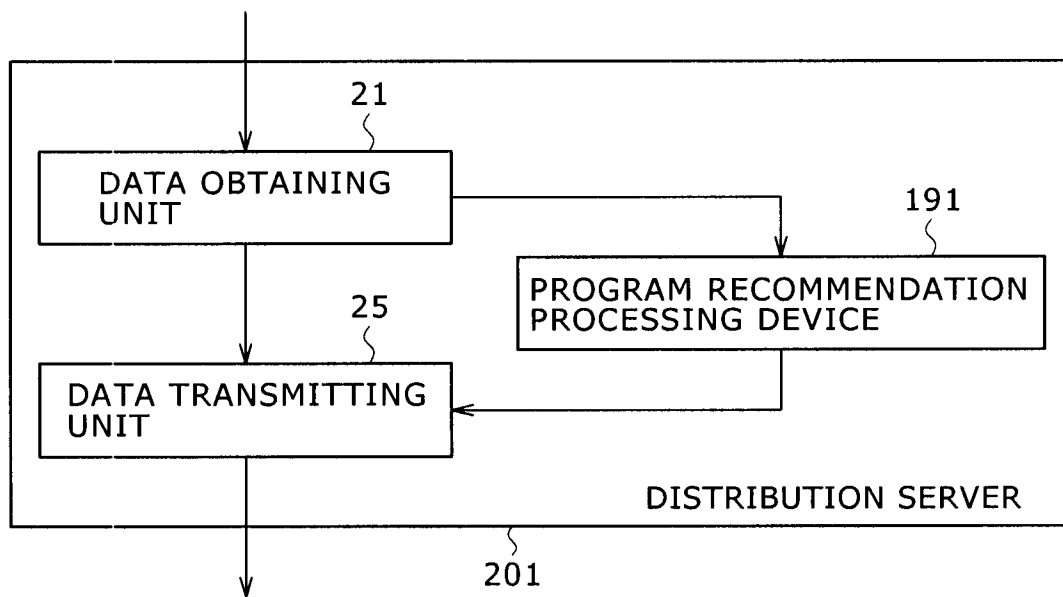 21
DATA OBTAINING
UNIT
191
PROGRAM RECOMMENDATION
PROCESSING DEVICE
25
DATA TRANSMITTING
UNIT
DISTRIBUTION SERVER
201